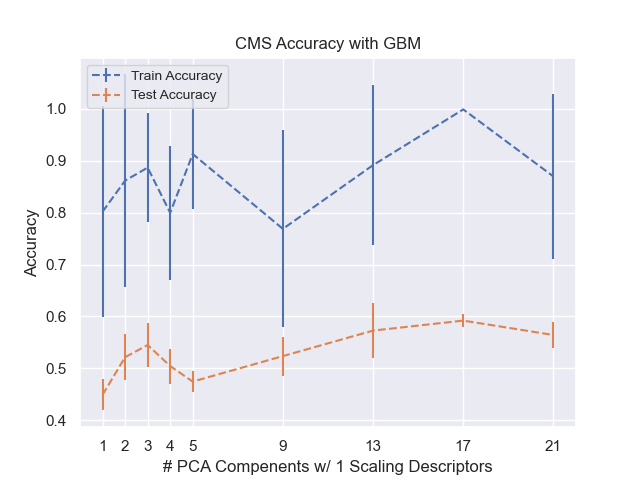 CMS Accuracy with GBM
Train Accuracy
Test Accuracy
Accuracy
1.0
0.9
0.8
0.7
0.6
0.5
0.4
1 2 3 4 5 9 13 17 21
# PCA Compenents w/ 1 Scaling Descriptors